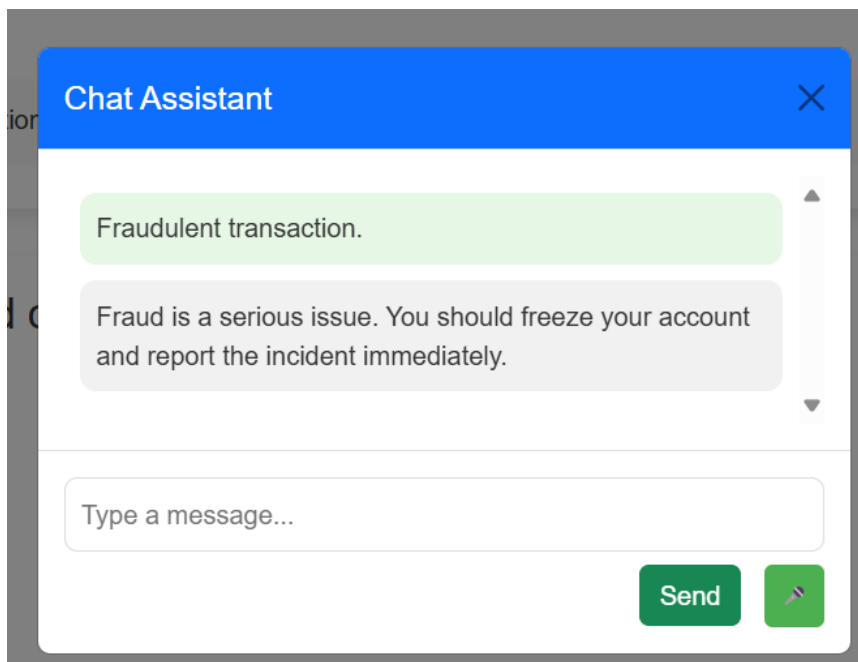 Chat Assistant
tion
Fraudulent transaction.
d c
Fraud is a serious issue. You should freeze your account
and report the incident immediately.
Type a message...
Send